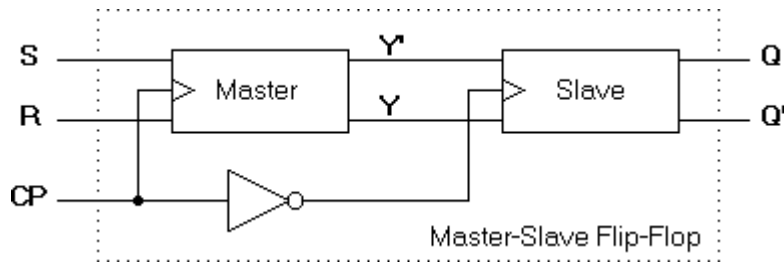 S
Y'
Q
Master
Slave
R
Y
Q'
CP
Master-Slave Flip-Flop